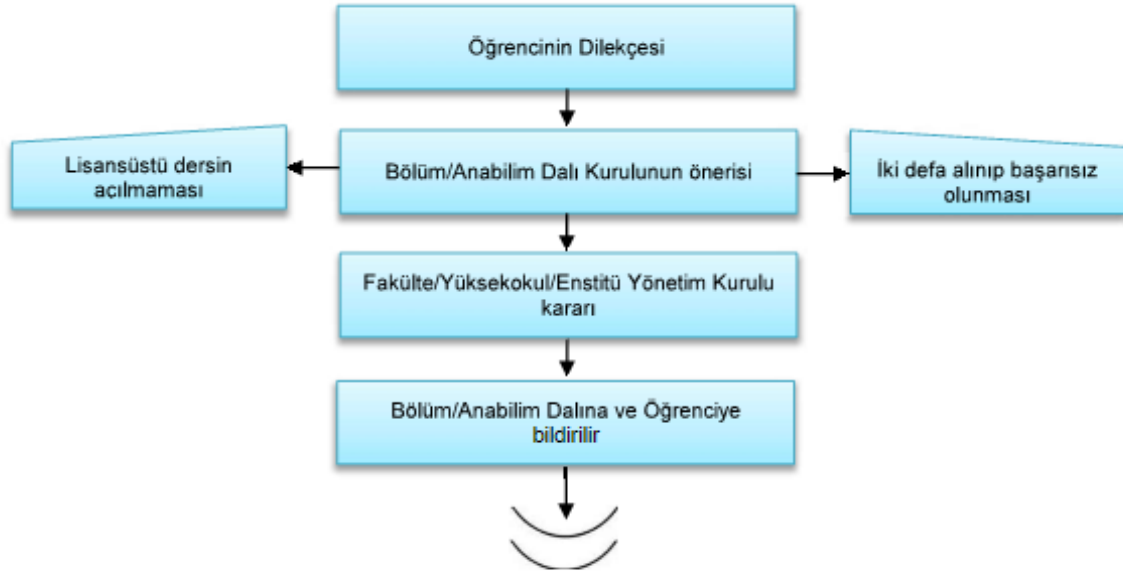 Öğrencinin Dilekçesi
Lisansüstü dersin
açılmaması
Bölüm/Anabilim Dalı Kurulunun önerisi
İki defa alınıp başarısız
olunması
Fakülte/Yüksekokul/Enstitü Yönetim Kurulu
kararı
Bölüm/Anabilim Dalına ve Öğrenciye
bildirilir